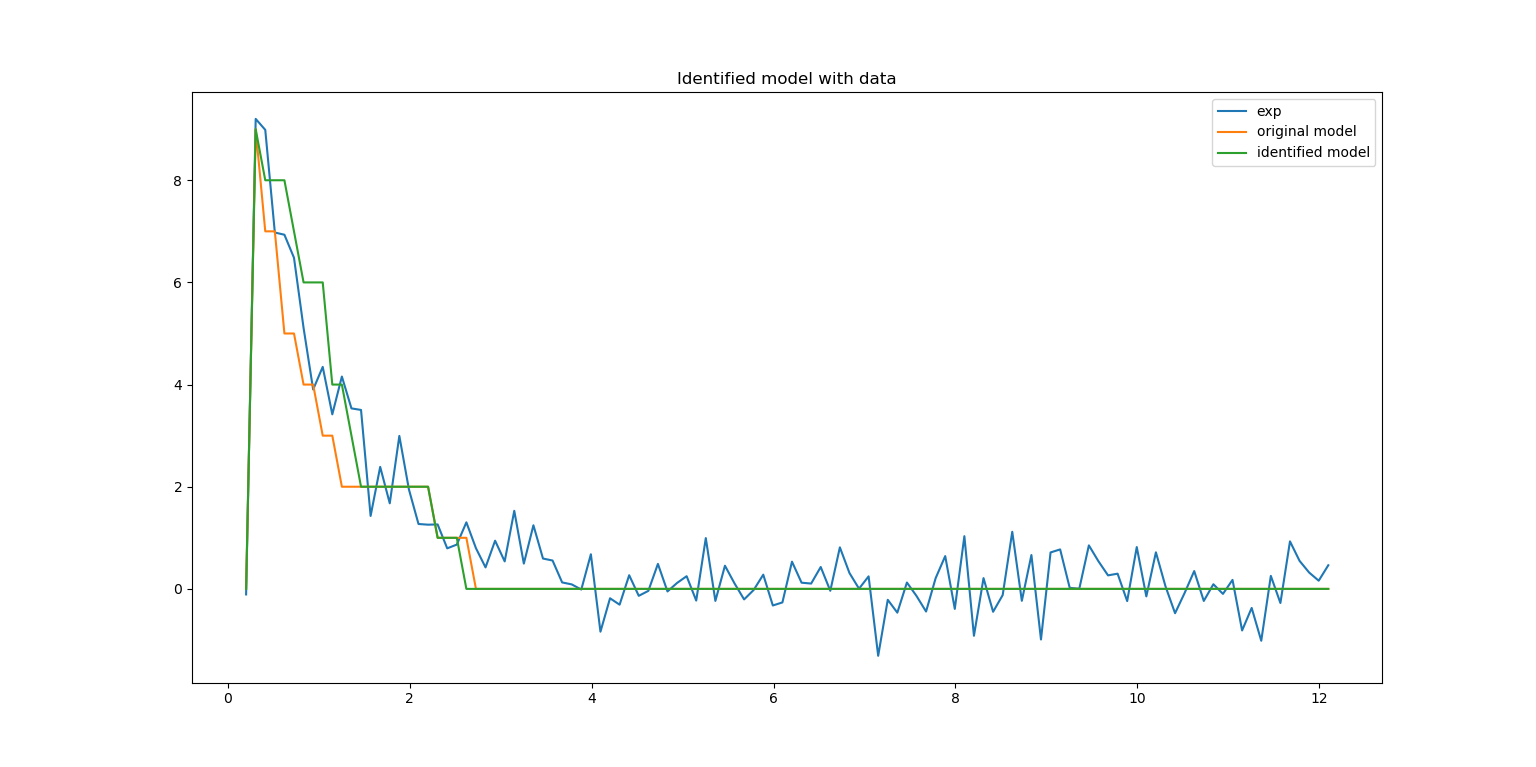 Identified model with data
exp
original model
identified model
8
6
4
2
0
0 2 4 6 8 10 12